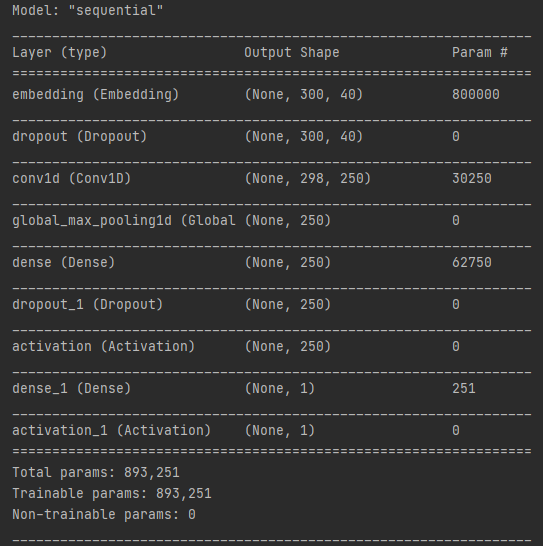 Model: "sequential"
_________________________________________________________________
Layer (type)                 Output Shape              Param #
=================================================================
embedding (Embedding)        (None, 300, 40)           800000
_________________________________________________________________
dropout (Dropout)            (None, 300, 40)           0
_________________________________________________________________
conv1d (Conv1D)              (None, 298, 250)          30250
_________________________________________________________________
global_max_pooling1d (Global (None, 250)               0
_________________________________________________________________
dense (Dense)                (None, 250)               62750
_________________________________________________________________
dropout_1 (Dropout)          (None, 250)               0
_________________________________________________________________
activation (Activation)      (None, 250)               0
_________________________________________________________________
dense_1 (Dense)              (None, 1)                 251
_________________________________________________________________
activation_1 (Activation)    (None, 1)                 0
=================================================================
Total params: 893,251
Trainable params: 893,251
Non-trainable params: 0
_________________________________________________________________